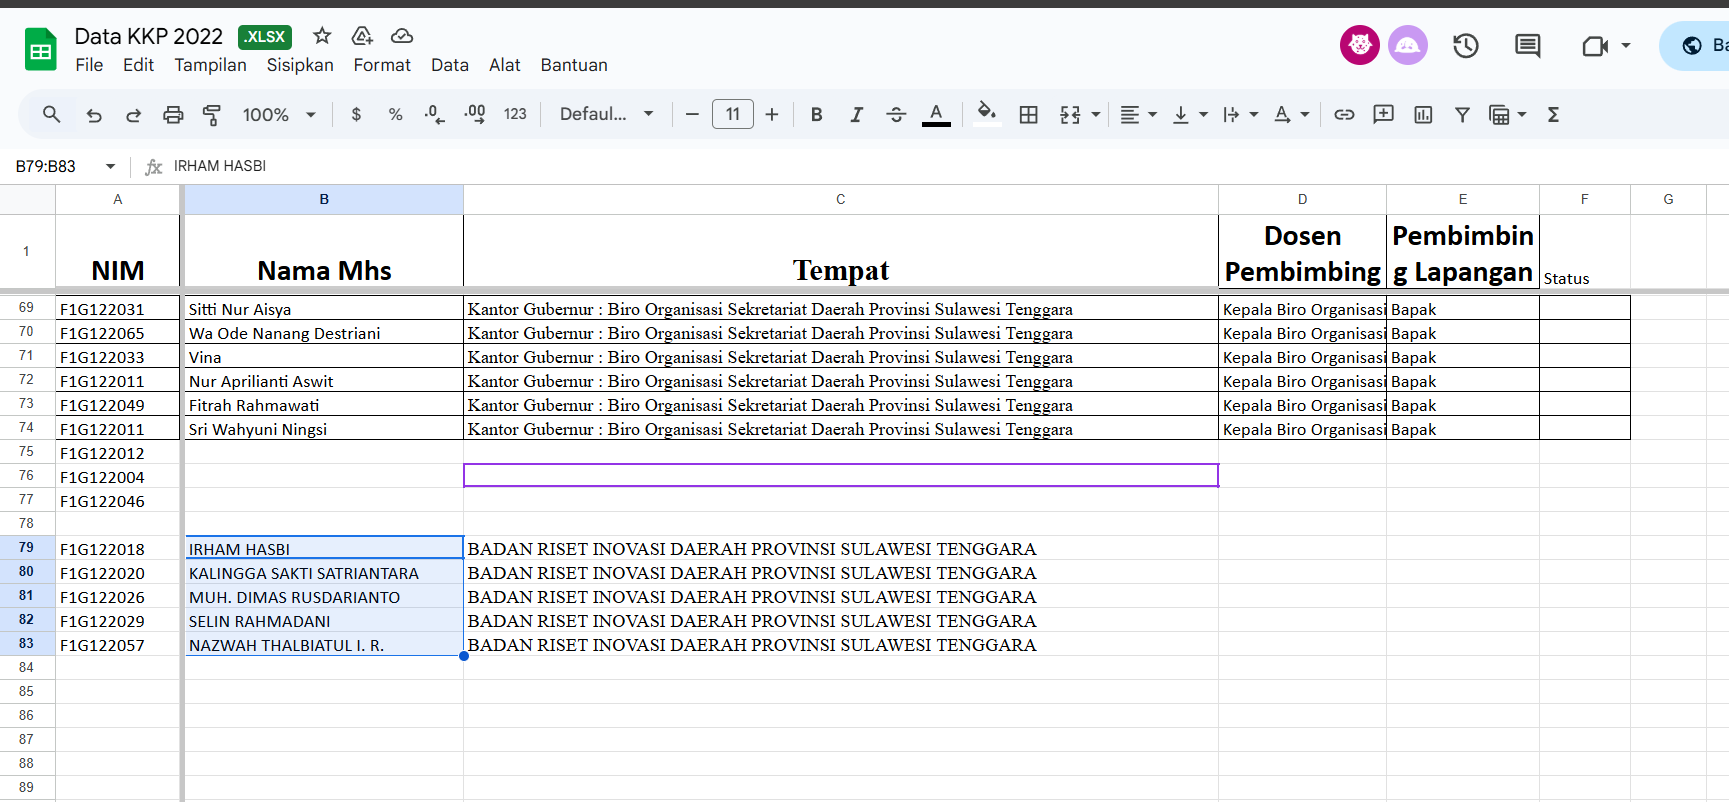 Data KKP 2022 .XLSX
File Edit Tampilan Sisipkan Format Data Alat Bantuan
100% $ % .0 .00 123 Defaul... 11 B I A A Σ
B79:B83 fx IRHAM HASBI
A B C D E F G
1 NIM Nama Mhs Tempat Dosen Pembimbing Pembimbin g Lapangan Status
69 F1G122031 Sitti Nur Aisya Kantor Gubernur : Biro Organisasi Sekretariat Daerah Provinsi Sulawesi Tenggara Kepala Biro Organisasi Bapak
70 F1G122065 Wa Ode Nanang Destriani Kantor Gubernur : Biro Organisasi Sekretariat Daerah Provinsi Sulawesi Tenggara Kepala Biro Organisasi Bapak
71 F1G122033 Vina Kantor Gubernur : Biro Organisasi Sekretariat Daerah Provinsi Sulawesi Tenggara Kepala Biro Organisasi Bapak
72 F1G122011 Nur Aprilianti Aswit Kantor Gubernur : Biro Organisasi Sekretariat Daerah Provinsi Sulawesi Tenggara Kepala Biro Organisasi Bapak
73 F1G122049 Fitrah Rahmawati Kantor Gubernur : Biro Organisasi Sekretariat Daerah Provinsi Sulawesi Tenggara Kepala Biro Organisasi Bapak
74 F1G122011 Sri Wahyuni Ningsi Kantor Gubernur : Biro Organisasi Sekretariat Daerah Provinsi Sulawesi Tenggara Kepala Biro Organisasi Bapak
75 F1G122012
76 F1G122004
77 F1G122046
78
79 F1G122018 IRHAM HASBI BADAN RISET INOVASI DAERAH PROVINSI SULAWESI TENGGARA
80 F1G122020 KALINGGA SAKTI SATRIANTARA BADAN RISET INOVASI DAERAH PROVINSI SULAWESI TENGGARA
81 F1G122026 MUH. DIMAS RUSDARIANTO BADAN RISET INOVASI DAERAH PROVINSI SULAWESI TENGGARA
82 F1G122029 SELIN RAHMADANI BADAN RISET INOVASI DAERAH PROVINSI SULAWESI TENGGARA
83 F1G122057 NAZWAH THALBIATUL I. R. BADAN RISET INOVASI DAERAH PROVINSI SULAWESI TENGGARA
84
85
86
87
88
89